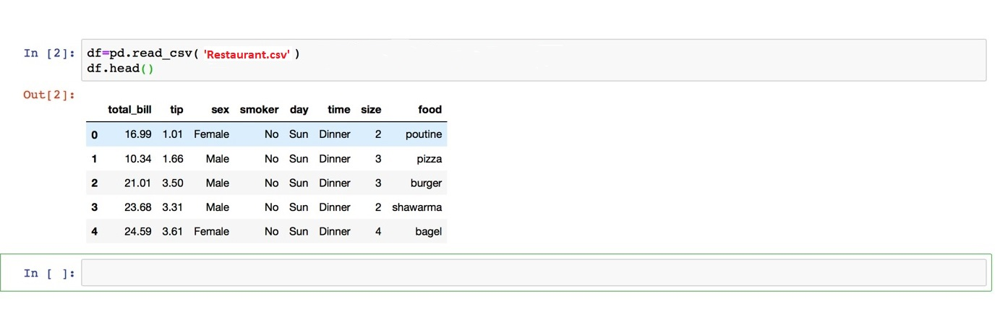 In [2]: df=pd.read_csv( 'Restaurant.csv' )
df.head()
Out[2]:
total_bill tip sex smoker day time size food
0 16.99 1.01 Female No Sun Dinner 2 poutine
1 10.34 1.66 Male No Sun Dinner 3 pizza
2 21.01 3.50 Male No Sun Dinner 3 burger
3 23.68 3.31 Male No Sun Dinner 2 shawarma
4 24.59 3.61 Female No Sun Dinner 4 bagel
In [ ]: